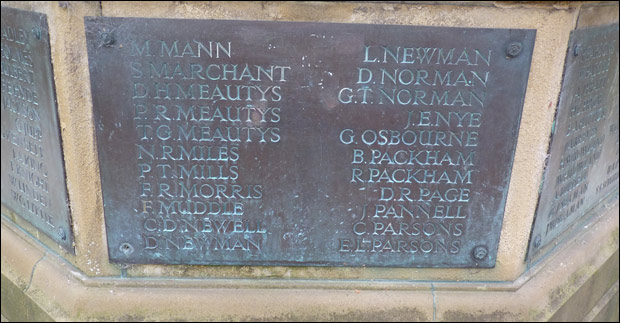 M. MANN
S. MARCHANT
D.H. MEAUTYS
P.R. MEAUTYS
T.G. MEAUTYS
N.R. MILES
P.T. MILLS
F.R. MORRIS
F. MUDDLE
C.D. NEWELL
D. NEWMAN
L. NEWMAN
D. NORMAN
G.T. NORMAN
J.E. NYE
G. OSBOURNE
B. PACKHAM
R. PACKHAM
D.R. PAGE
J. PANNELL
C. PARSONS
E.L. PARSONS